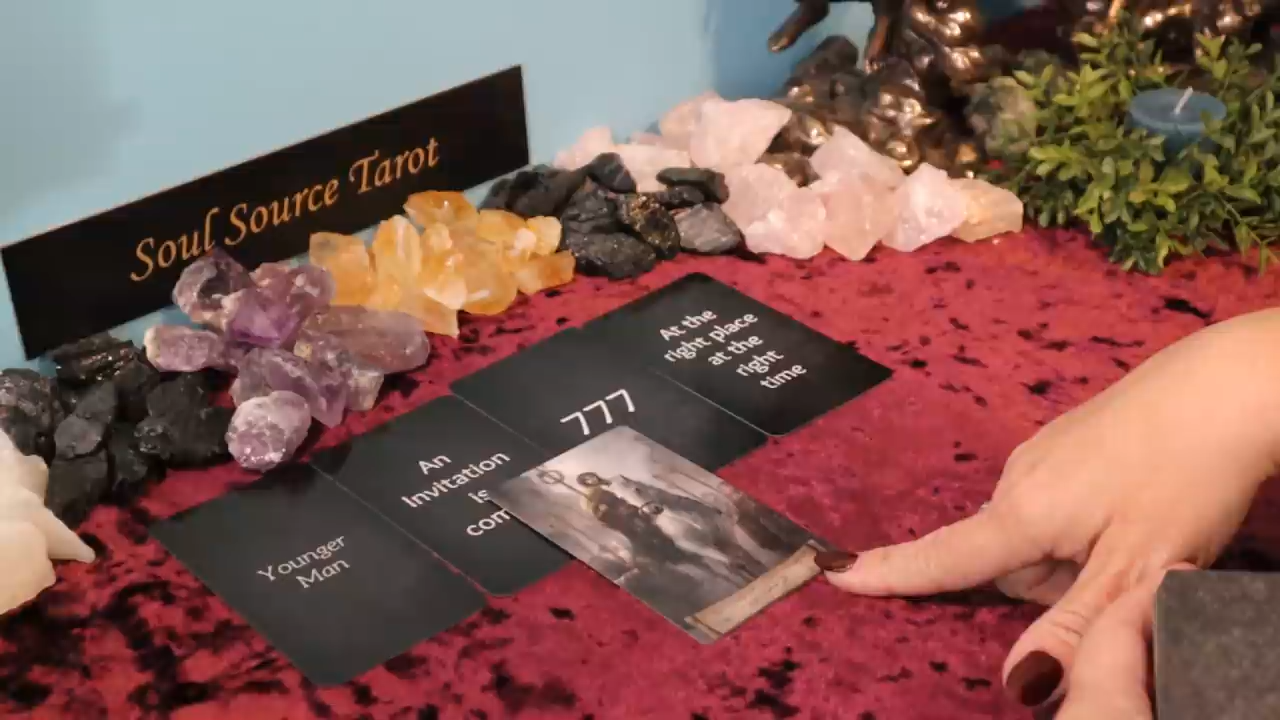 Soul Source Tarot
Younger
Man
An
Invitation
is
777
At the
right place
at the
right
time